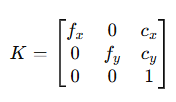 K = [ f_x 0 c_x
0 f_y c_y
0 0 1 ]